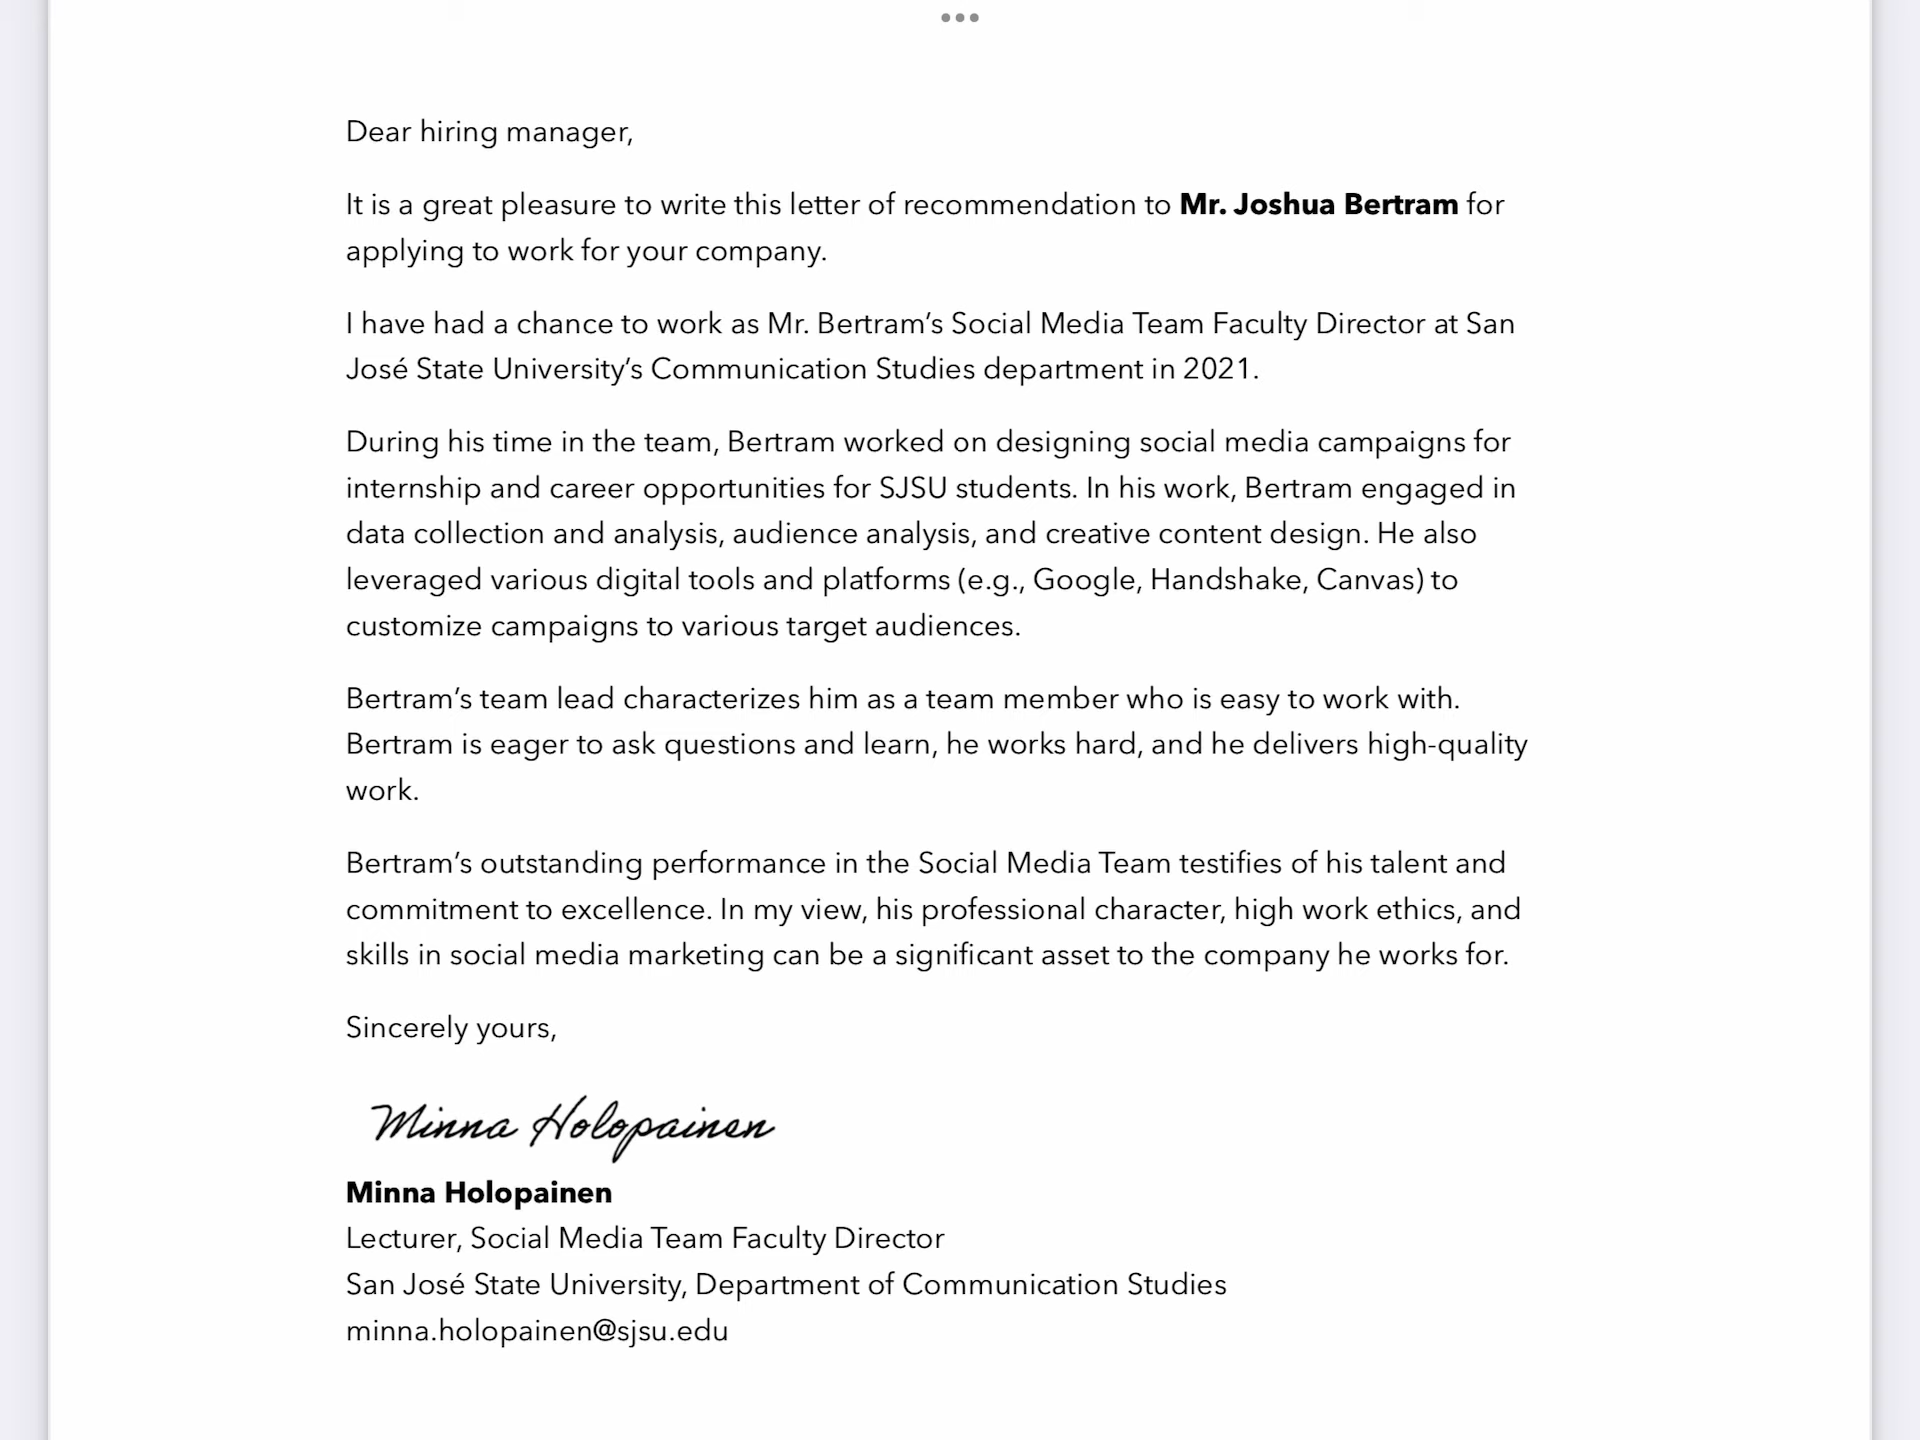 Dear hiring manager,
It is a great pleasure to write this letter of recommendation to Mr. Joshua Bertram for
applying to work for your company.
I have had a chance to work as Mr. Bertram’s Social Media Team Faculty Director at San
José State University’s Communication Studies department in 2021.
During his time in the team, Bertram worked on designing social media campaigns for
internship and career opportunities for SJSU students. In his work, Bertram engaged in
data collection and analysis, audience analysis, and creative content design. He also
leveraged various digital tools and platforms (e.g., Google, Handshake, Canvas) to
customize campaigns to various target audiences.
Bertram’s team lead characterizes him as a team member who is easy to work with.
Bertram is eager to ask questions and learn, he works hard, and he delivers high-quality
work.
Bertram’s outstanding performance in the Social Media Team testifies of his talent and
commitment to excellence. In my view, his professional character, high work ethics, and
skills in social media marketing can be a significant asset to the company he works for.
Sincerely yours,
Minna Holopainen
Minna Holopainen
Lecturer, Social Media Team Faculty Director
San José State University, Department of Communication Studies
minna.holopainen@sjsu.edu